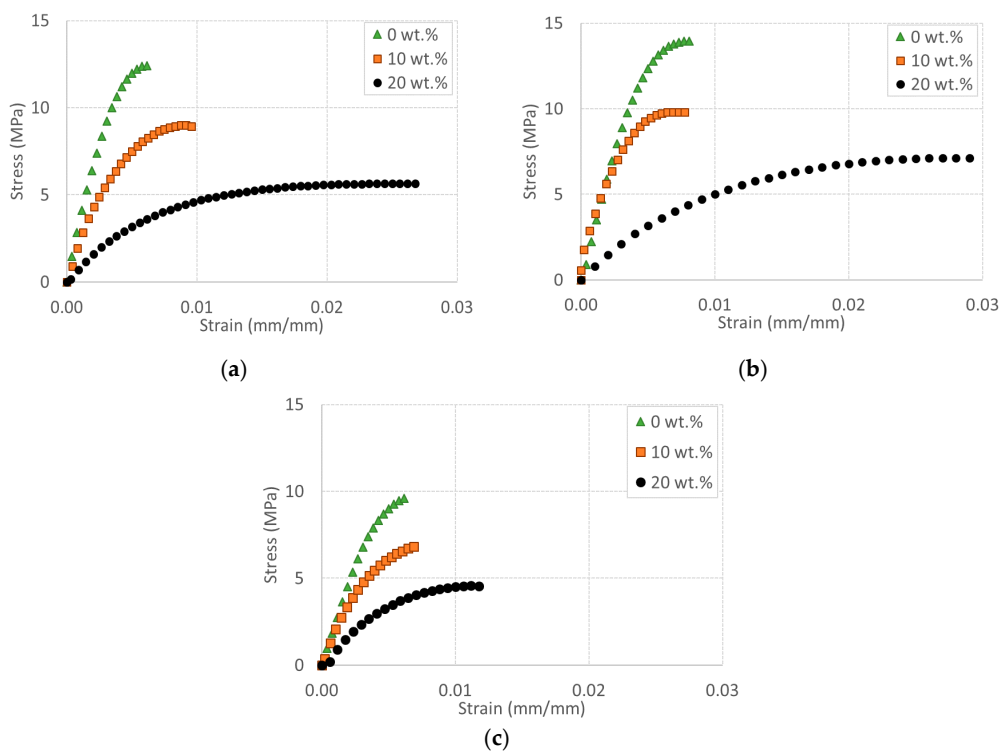 15
10
5
0
Stress (MPa)
0 wt.%
10 wt.%
20 wt.%
0.00
0.01
0.02
0.03
Strain (mm/mm)
(a)
15
10
5
0
Stress (MPa)
0 wt.%
10 wt.%
20 wt.%
0.00
0.01
0.02
0.03
Strain (mm/mm)
(b)
15
10
5
0
Stress (MPa)
0 wt.%
10 wt.%
20 wt.%
0.00
0.01
0.02
0.03
Strain (mm/mm)
(c)